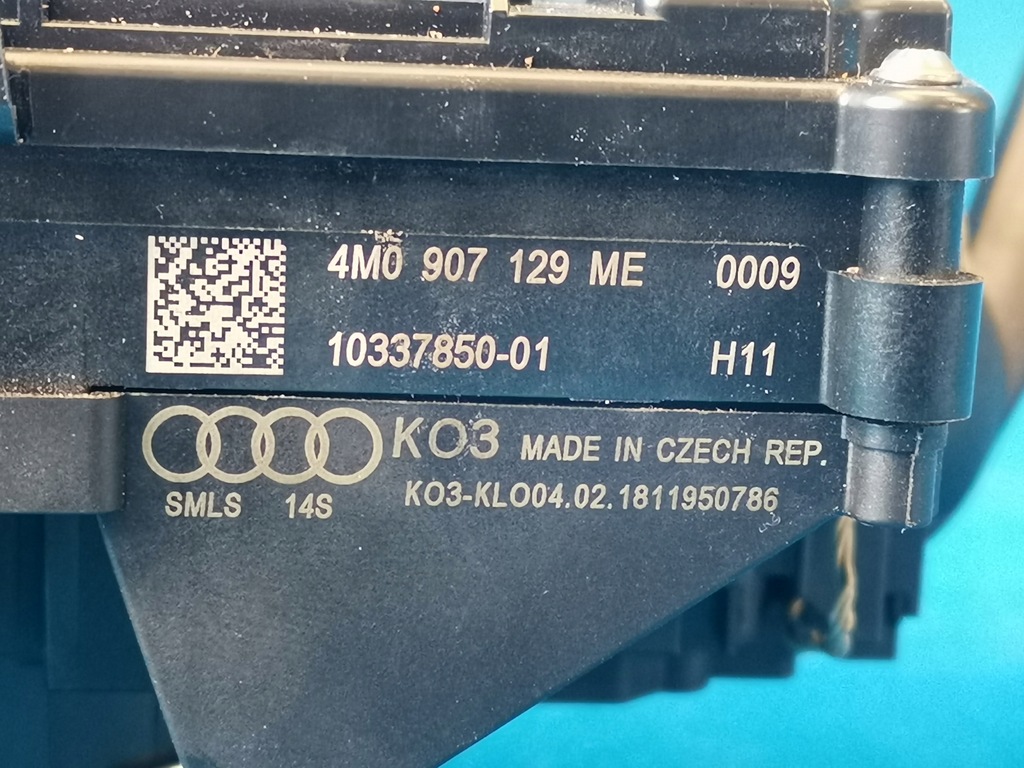 4M0 907 129 ME 0009
10337850-01 H11
KO3 MADE IN CZECH REP.
SMLS 14S KO3-KLO04.02.1811950786